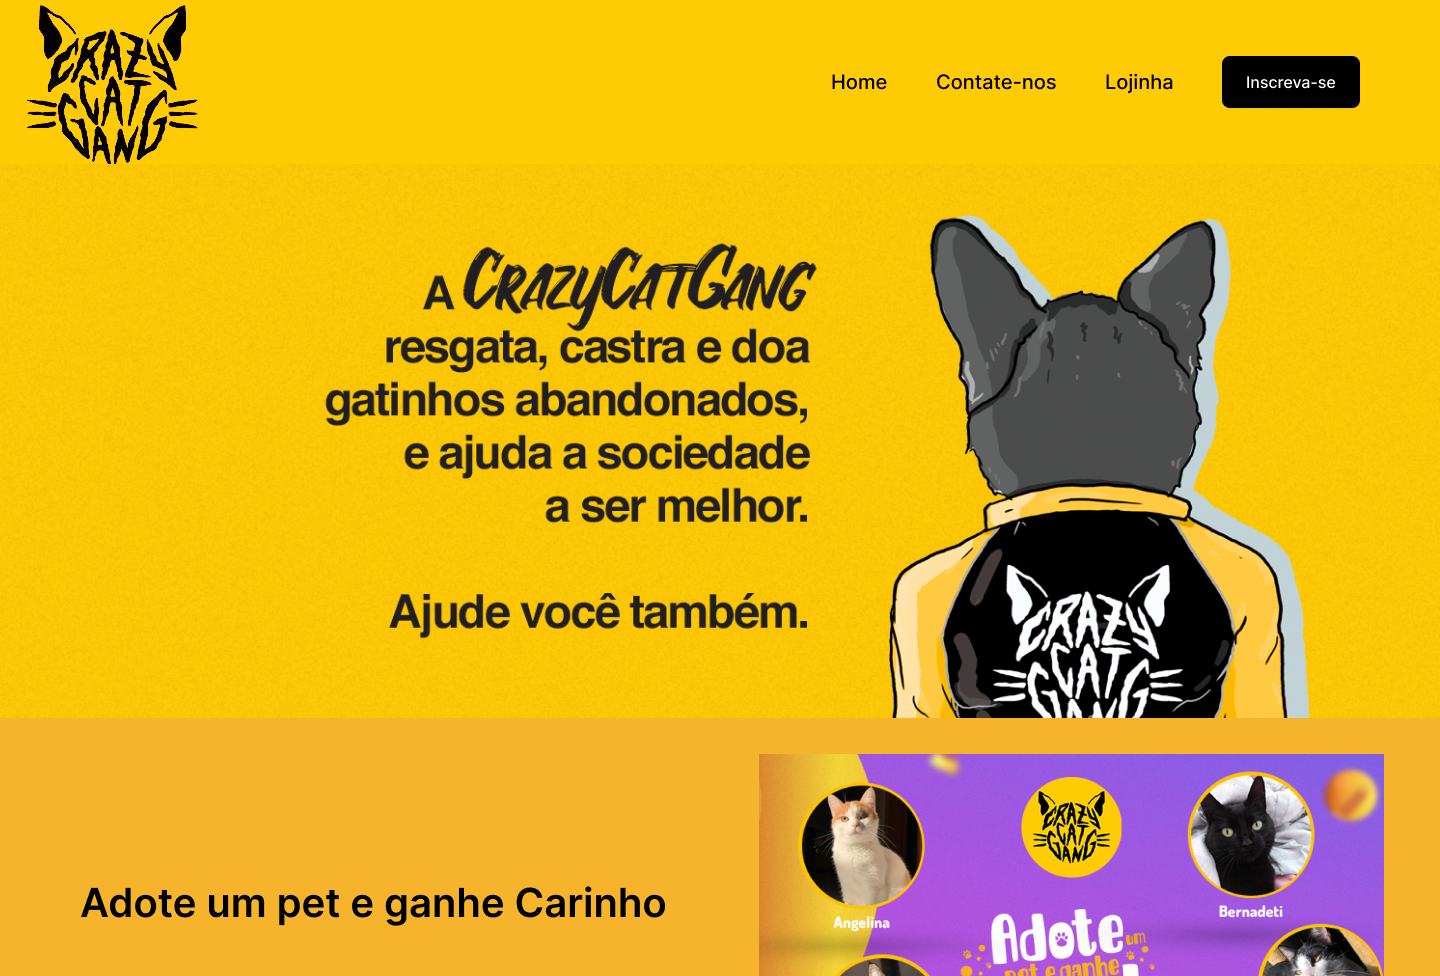 CRAZY
CAT
GANG
Home
Contate-nos
Lojinha
Inscreva-se
A CrazyCatGang
resgata, castra e doa
gatinhos abandonados,
e ajuda a sociedade
a ser melhor.
Ajude você também.
CRAZY
CAT
GANG
Adote um pet e ganhe Carinho
CRAZY
CAT
GANG
Angelina
Bernadeti
Adote um
pet e ganhe